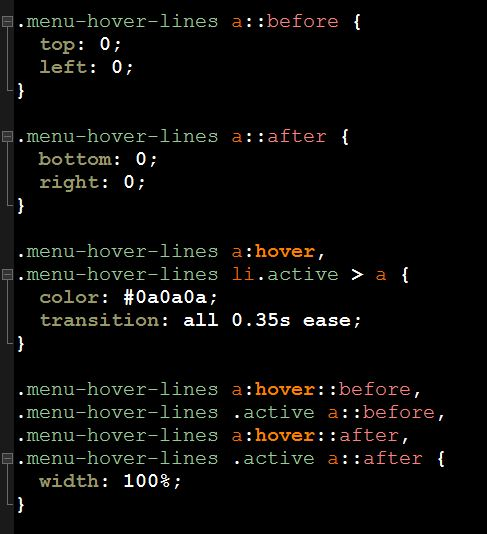 .menu-hover-lines a::before {
  top: 0;
  left: 0;
}

.menu-hover-lines a::after {
  bottom: 0;
  right: 0;
}

.menu-hover-lines a:hover,
.menu-hover-lines li.active > a {
  color: #0a0a0a;
  transition: all 0.35s ease;
}

.menu-hover-lines a:hover::before,
.menu-hover-lines .active a::before,
.menu-hover-lines a:hover::after,
.menu-hover-lines .active a::after {
  width: 100%;
}